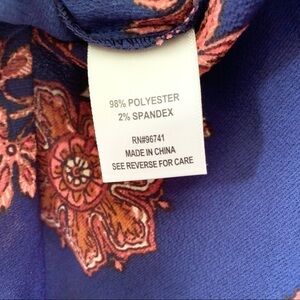 98% POLYESTER
2% SPANDEX
RN#96741
MADE IN CHINA
SEE REVERSE FOR CARE